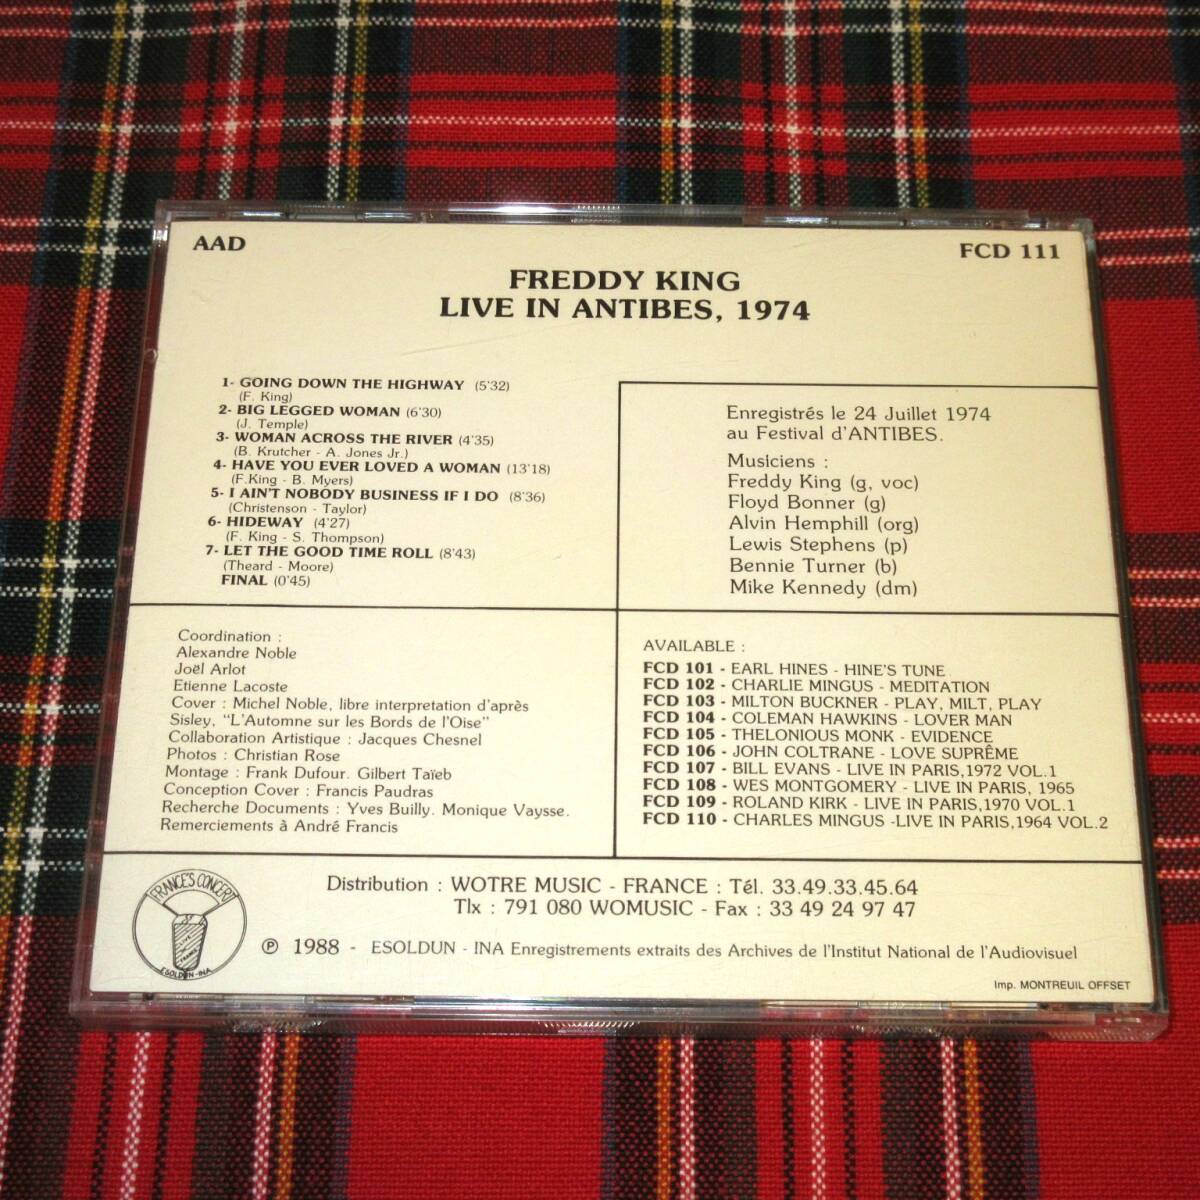 AAD
FCD 111
FREDDY KING
LIVE IN ANTIBES, 1974
1- GOING DOWN THE HIGHWAY (5'32)
(F. King)
2- BIG LEGGED WOMAN (6'30)
(J. Temple)
3- WOMAN ACROSS THE RIVER (4'35)
(B. Krutcher - A. Jones Jr.)
4- HAVE YOU EVER LOVED A WOMAN (13'18)
(F.King - B. Myers)
5- I AIN'T NOBODY BUSINESS IF I DO (8'36)
(Christenson - Taylor)
6- HIDEWAY (4'27)
(F. King - S. Thompson)
7- LET THE GOOD TIME ROLL (8'43)
(Theard - Moore)
FINAL (0'45)
Enregistrés le 24 Juillet 1974
au Festival d'ANTIBES.
Musiciens :
Freddy King (g, voc)
Floyd Bonner (g)
Alvin Hemphill (org)
Lewis Stephens (p)
Bennie Turner (b)
Mike Kennedy (dm)
Coordination :
Alexandre Noble
Joël Arlot
Etienne Lacoste
Cover : Michel Noble, libre interpretation d'après
Sisley, "L'Automne sur les Bords de l'Oise"
Collaboration Artistique : Jacques Chesnel
Photos : Christian Rose
Montage : Frank Dufour. Gilbert Taïeb
Conception Cover : Francis Paudras
Recherche Documents : Yves Builly. Monique Vaysse.
Remerciements à André Francis
AVAILABLE :
FCD 101 - EARL HINES - HINE'S TUNE
FCD 102 - CHARLIE MINGUS - MEDITATION
FCD 103 - MILTON BUCKNER - PLAY, MILT, PLAY
FCD 104 - COLEMAN HAWKINS - LOVER MAN
FCD 105 - THELONIOUS MONK - EVIDENCE
FCD 106 - JOHN COLTRANE - LOVE SUPRÊME
FCD 107 - BILL EVANS - LIVE IN PARIS,1972 VOL.1
FCD 108 - WES MONTGOMERY - LIVE IN PARIS, 1965
FCD 109 - ROLAND KIRK - LIVE IN PARIS,1970 VOL.1
FCD 110 - CHARLES MINGUS -LIVE IN PARIS,1964 VOL.2
FRANCE'S CONCERT
LIVE
IN
FRANCE
ESOLDUN-INA
Distribution : WOTRE MUSIC - FRANCE : Tél. 33.49.33.45.64
Tlx : 791 080 WOMUSIC - Fax : 33 49 24 97 47
℗ 1988 - ESOLDUN - INA Enregistrements extraits des Archives de l'Institut National de l'Audiovisuel
Imp. MONTREUIL OFFSET